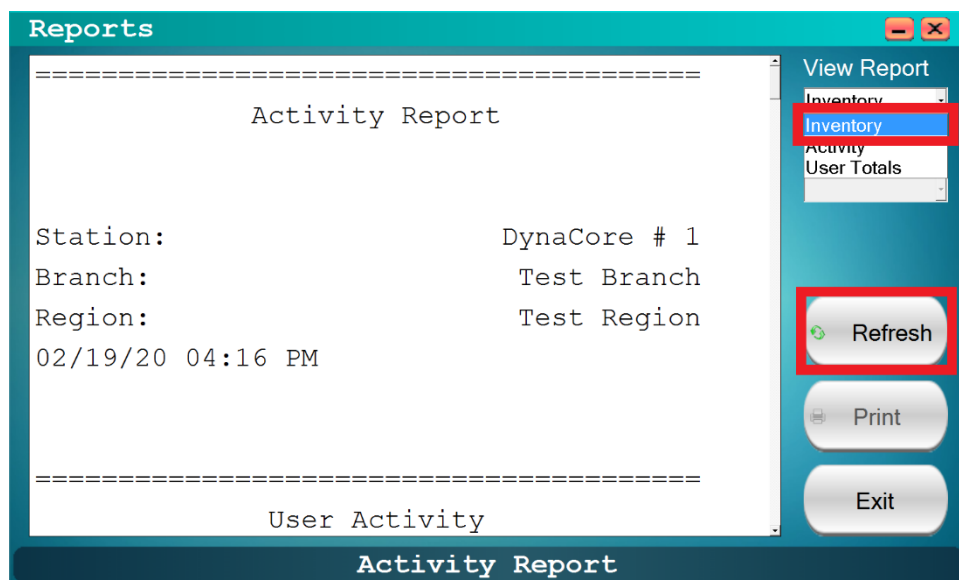 Reports
========================================
Activity Report
Station: DynaCore # 1
Branch: Test Branch
Region: Test Region
02/19/20 04:16 PM
========================================
User Activity
View Report
Inventory
Inventory
Activity
User Totals
Refresh
Print
Exit
Activity Report